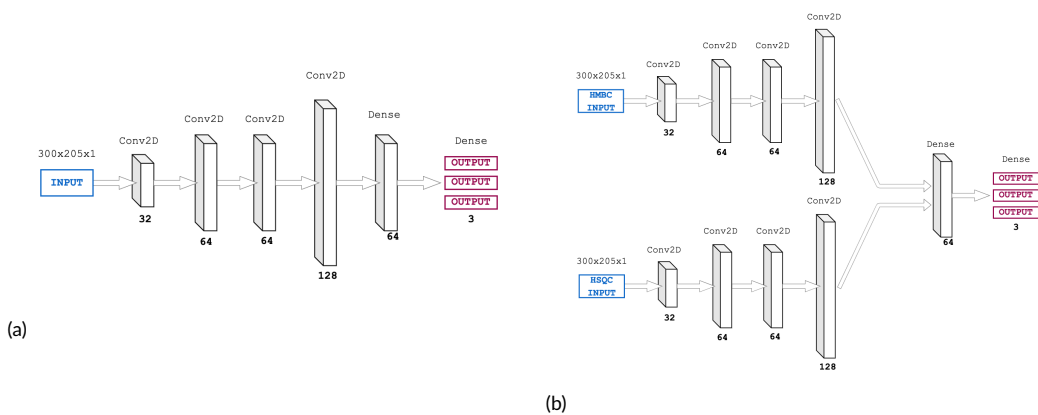 300x205x1
INPUT
Conv2D
32
Conv2D
64
Conv2D
64
Conv2D
128
Dense
64
Dense
OUTPUT
OUTPUT
OUTPUT
3
(a)
300x205x1
HMBC
INPUT
Conv2D
32
Conv2D
64
Conv2D
64
Conv2D
128
300x205x1
HSQC
INPUT
Conv2D
32
Conv2D
64
Conv2D
64
Conv2D
128
Dense
64
Dense
OUTPUT
OUTPUT
OUTPUT
3
(b)